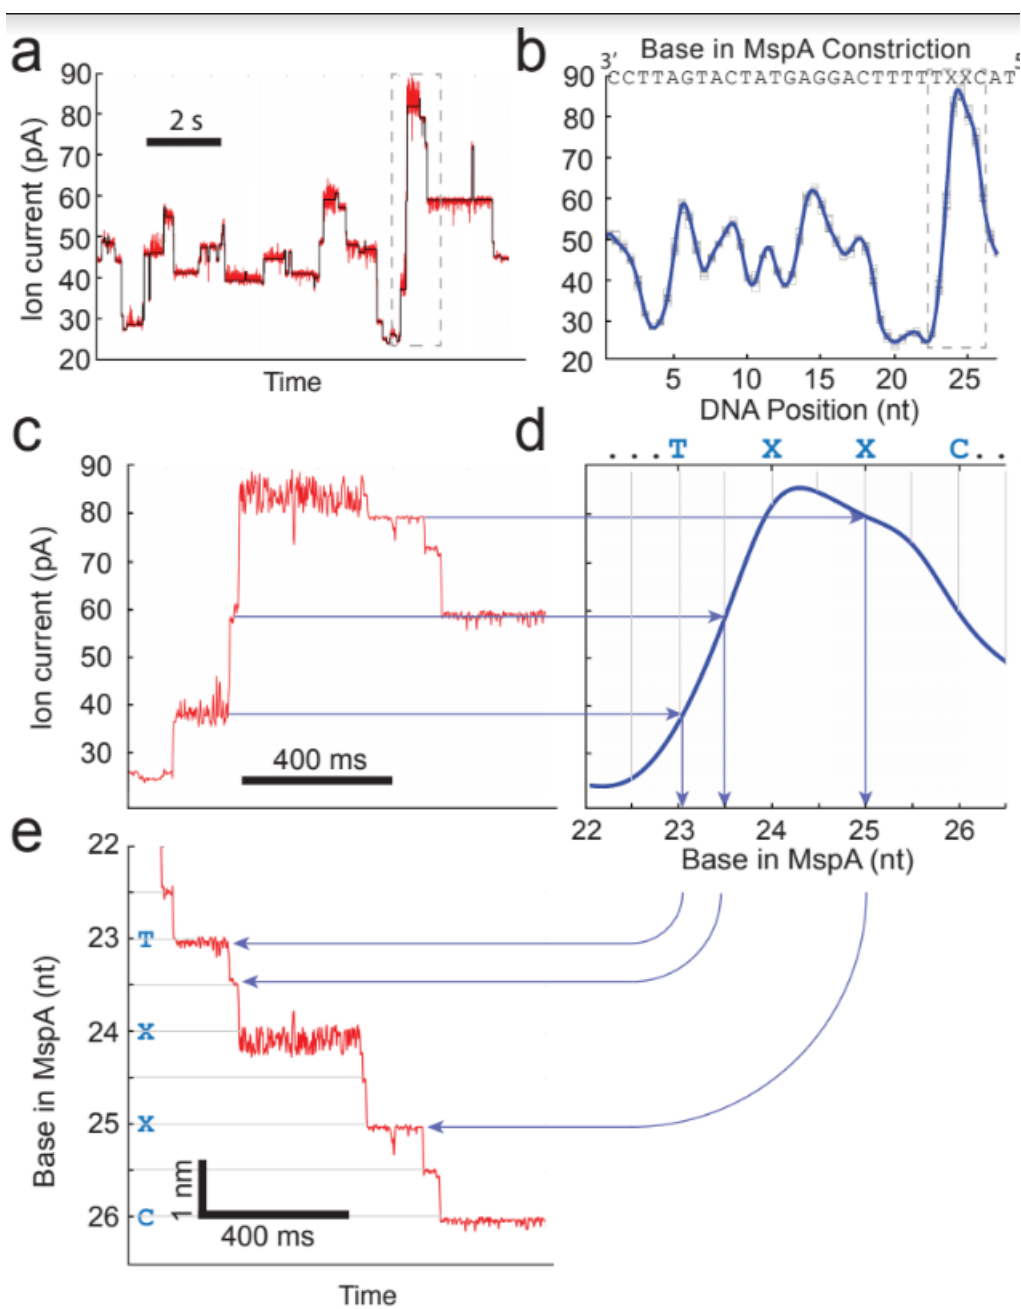 a
90
80
70
60
50
40
30
20
Ion current (pA)
2 s
Time
b
Base in MspA Constriction
3' CCTTAGTACTATGAGGACTTTTTXXCAT 5'
90
80
70
60
50
40
30
20
Ion current (pA)
5 10 15 20 25
DNA Position (nt)
c
90
80
70
60
50
40
30
Ion current (pA)
400 ms
d
...T X X C..
22 23 24 25 26
Base in MspA (nt)
e
22
23 T
24 X
25 X
26 C
Base in MspA (nt)
1 nm
400 ms
Time